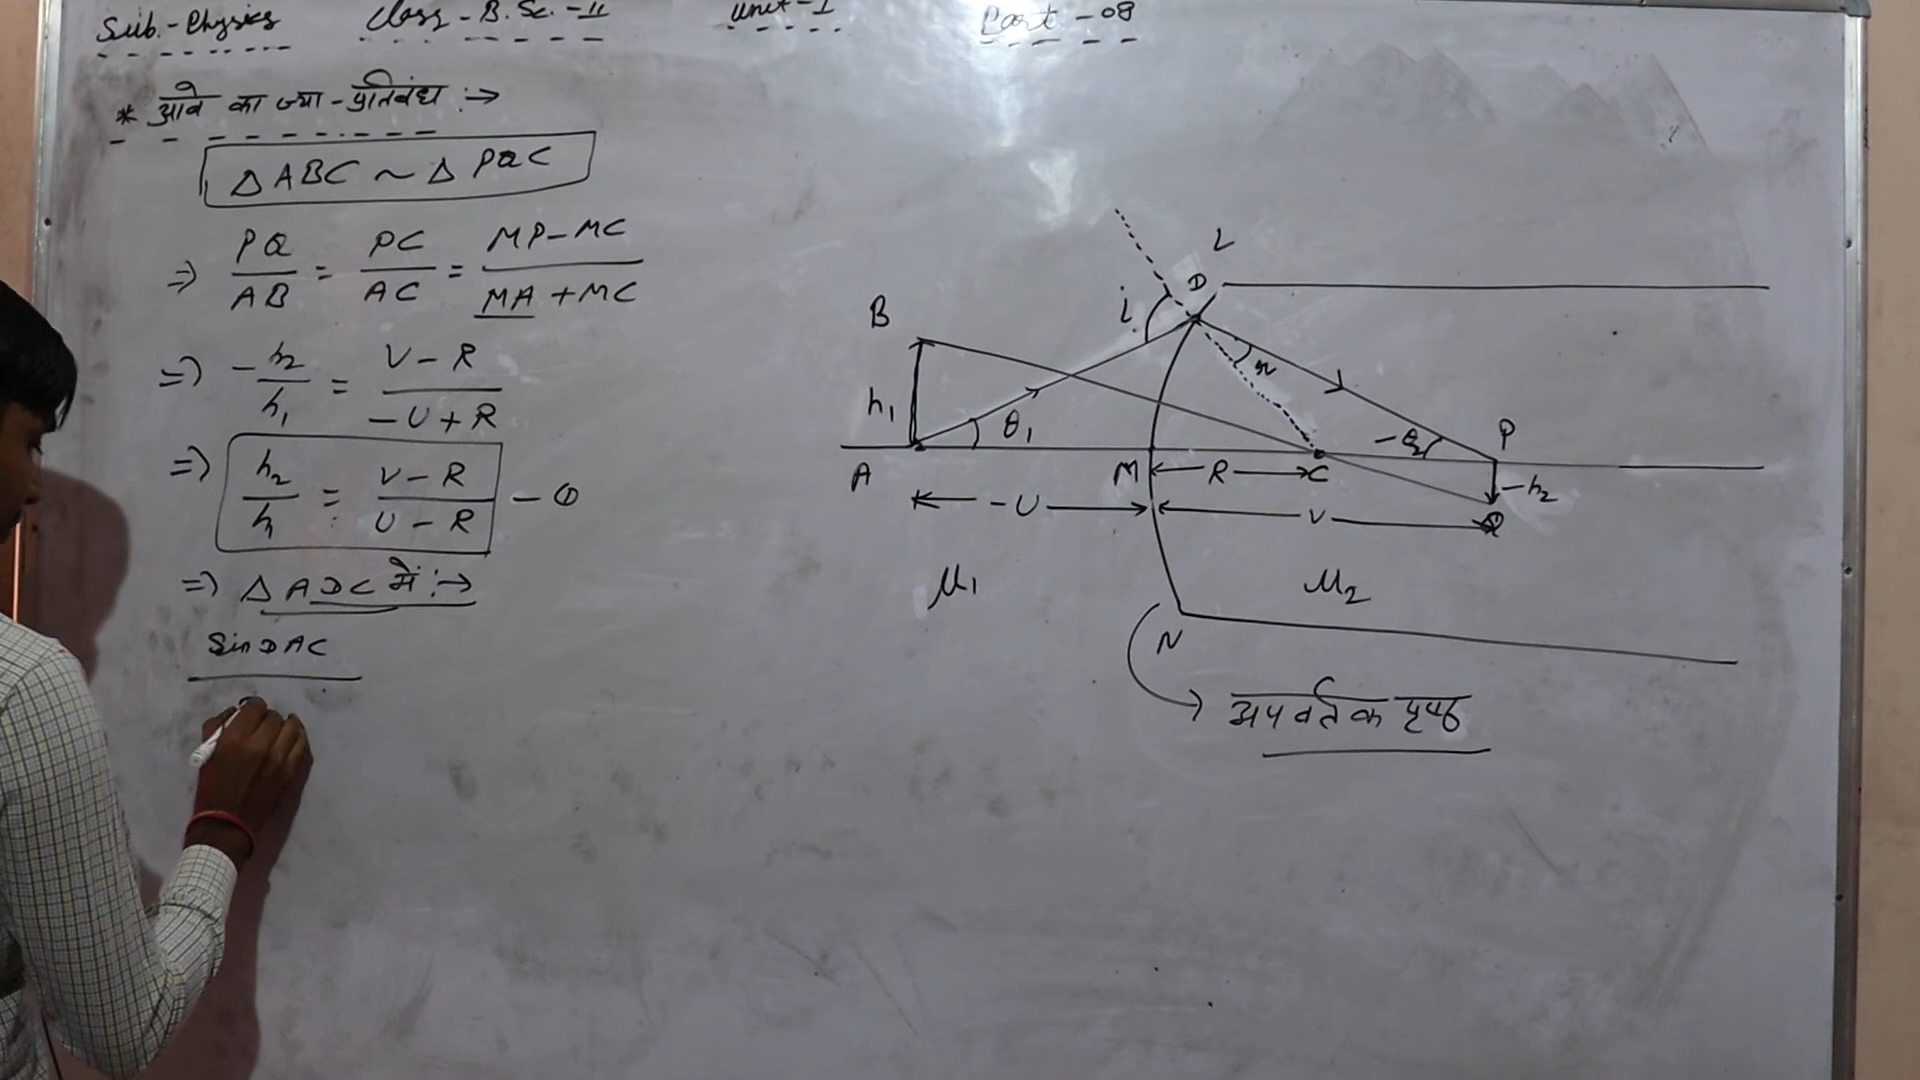 Sub.-Physics Class-B.Sc.-II Unit-I Part-08
* आबे का ज्या-प्रतिबंध :→
Δ ABC ~ Δ PQC
⇒ PQ/AB = PC/AC = MP-MC/MA+MC
⇒ -h2/h1 = V-R/-U+R
⇒ h2/h1 = V-R/U-R - ①
⇒ Δ ADC में :→
Sin DAC
L
D
i
B
r
h1
θ1
-θ2
P
A
M
R
C
-h2
-U
V
Q
μ1
μ2
N
अपवर्तक पृष्ठ